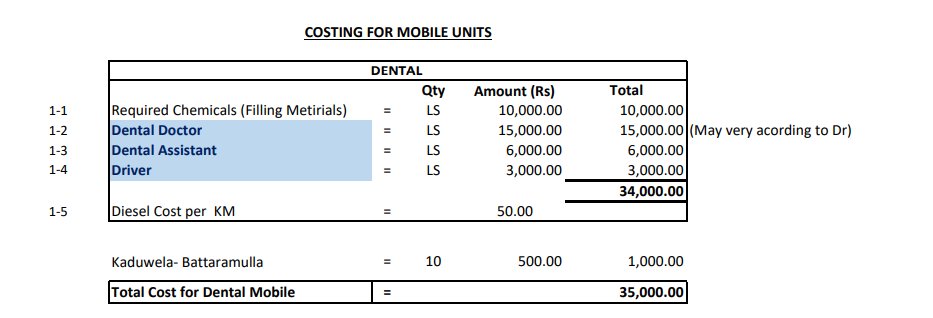 COSTING FOR MOBILE UNITS
DENTAL
Qty Amount (Rs) Total
1-1 Required Chemicals (Filling Metirials) = LS 10,000.00 10,000.00
1-2 Dental Doctor = LS 15,000.00 15,000.00 (May very acording to Dr)
1-3 Dental Assistant = LS 6,000.00 6,000.00
1-4 Driver = LS 3,000.00 3,000.00
34,000.00
1-5 Diesel Cost per KM = 50.00
Kaduwela- Battaramulla = 10 500.00 1,000.00
Total Cost for Dental Mobile = 35,000.00